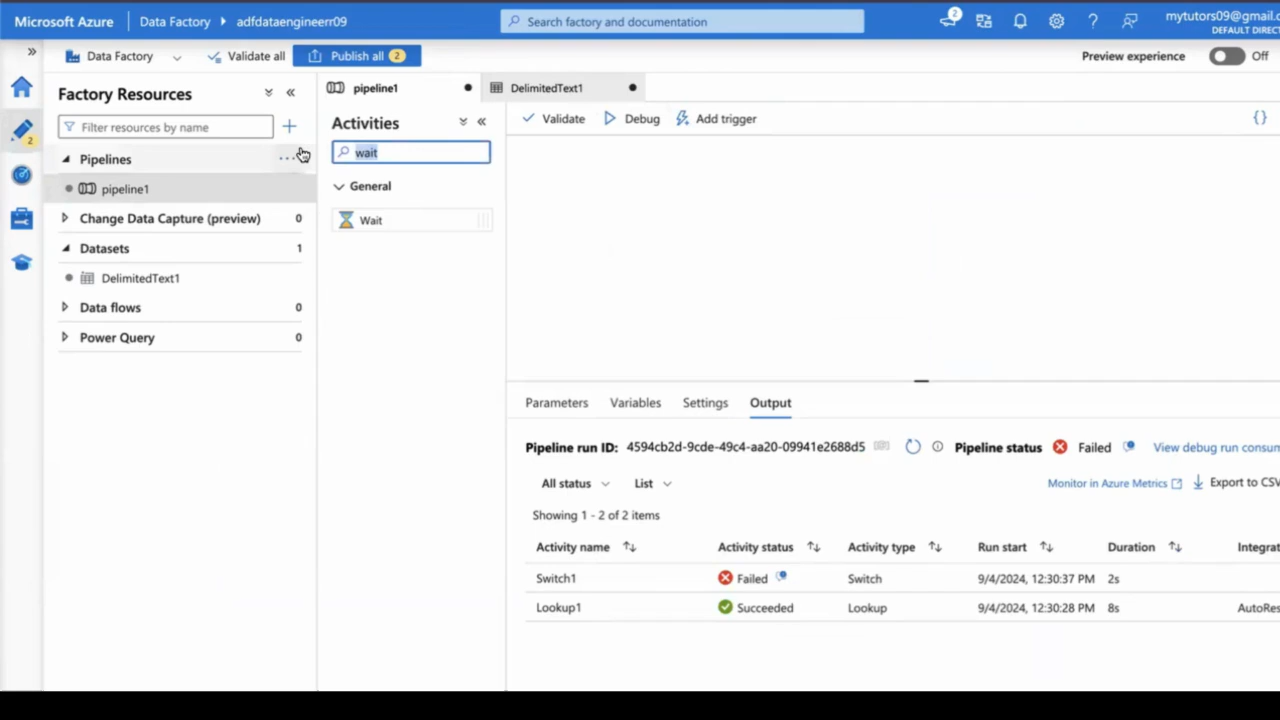 Microsoft Azure
Data Factory
adfdataengineerr09
Search factory and documentation
2
mytutors09@gmail.c
DEFAULT DIREC
Data Factory
Validate all
Publish all 2
Preview experience
Off
2
Factory Resources
Filter resources by name
Pipelines
...
pipeline1
Change Data Capture (preview) 0
Datasets 1
DelimitedText1
Data flows 0
Power Query 0
pipeline1
DelimitedText1
Activities
wait
General
Wait
Validate
Debug
Add trigger
{}
Parameters
Variables
Settings
Output
Pipeline run ID: 4594cb2d-9cde-49c4-aa20-09941e2688d5
Pipeline status
Failed
View debug run consum
All status
List
Monitor in Azure Metrics
Export to CSV
Showing 1 - 2 of 2 items
Activity name Activity status Activity type Run start Duration Integrat
Switch1 Failed Switch 9/4/2024, 12:30:37 PM 2s
Lookup1 Succeeded Lookup 9/4/2024, 12:30:28 PM 8s AutoRes